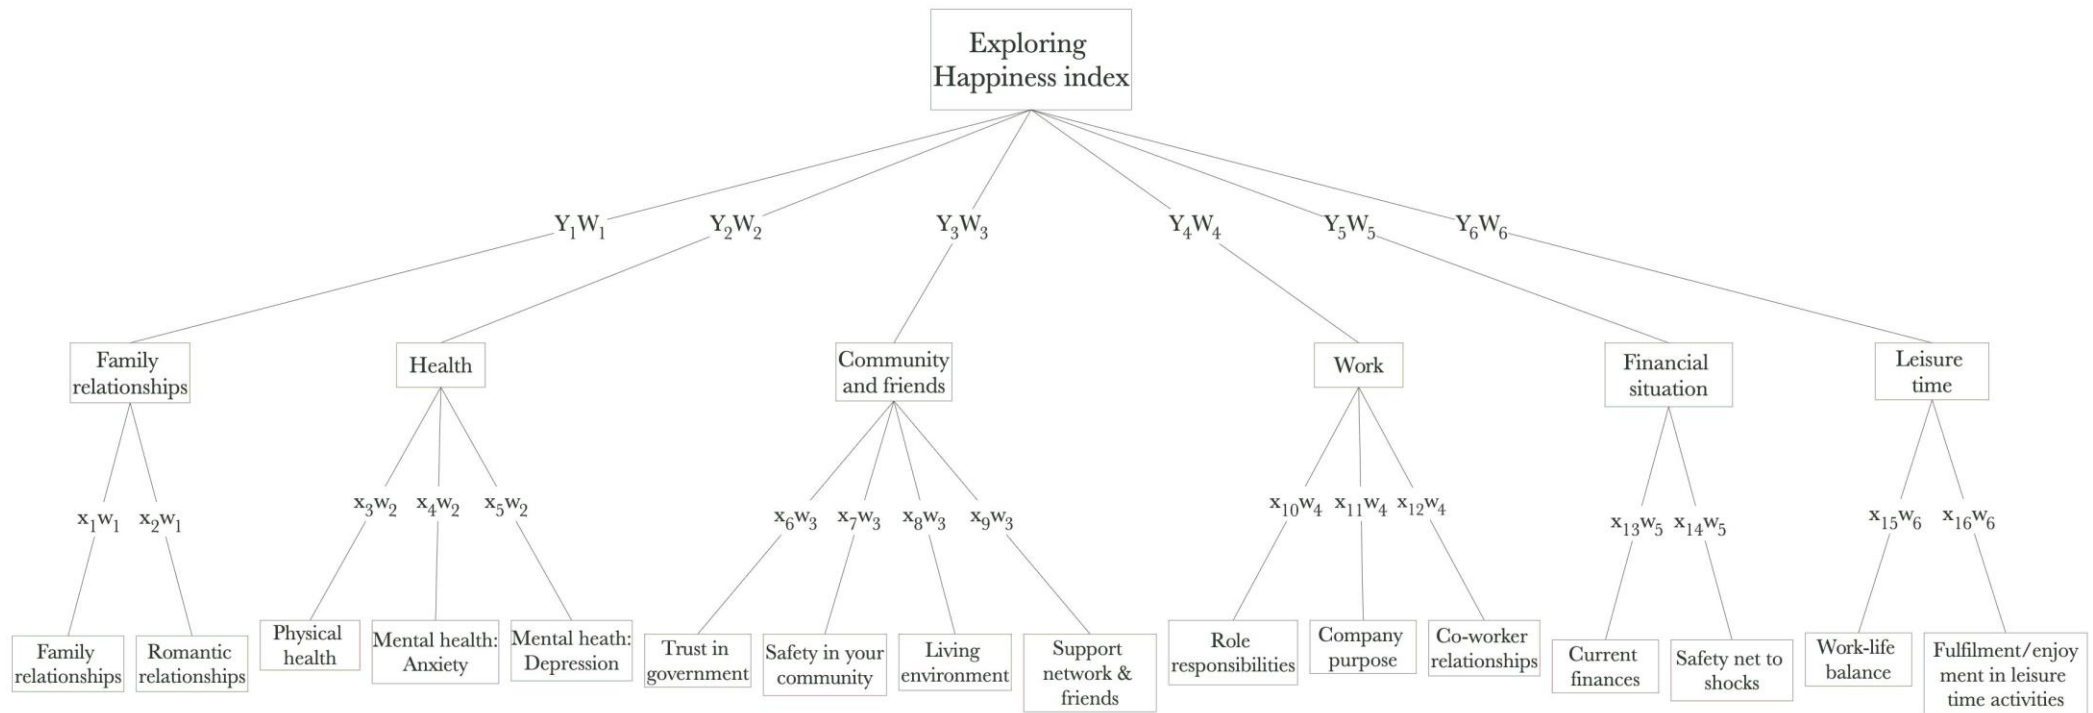 Exploring
Happiness index
Y₁W₁
Y₂W₂
Y₃W₃
Y₄W₄
Y₅W₅
Y₆W₆
Family
relationships
Health
Community
and friends
Work
Financial
situation
Leisure
time
x₁w₁
x₂w₁
x₃w₂
x₄w₂
x₅w₂
x₆w₃
x₇w₃
x₈w₃
x₉w₃
x₁₀w₄
x₁₁w₄
x₁₂w₄
x₁₃w₅
x₁₄w₅
x₁₅w₆
x₁₆w₆
Family
relationships
Romantic
relationships
Physical
health
Mental health:
Anxiety
Mental heath:
Depression
Trust in
government
Safety in your
community
Living
environment
Support
network &
friends
Role
responsibilities
Company
purpose
Co-worker
relationships
Current
finances
Safety net to
shocks
Work-life
balance
Fulfilment/enjoy
ment in leisure
time activities